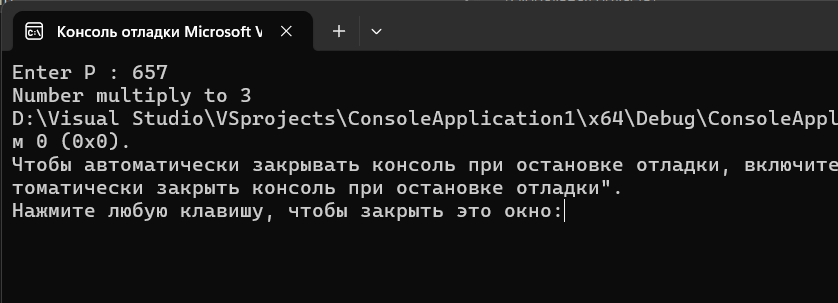 Консоль отладки Microsoft V
Enter P : 657
Number multiply to 3
D:\Visual Studio\VSprojects\ConsoleApplication1\x64\Debug\ConsoleAppl
м 0 (0x0).
Чтобы автоматически закрывать консоль при остановке отладки, включите
томатически закрыть консоль при остановке отладки".
Нажмите любую клавишу, чтобы закрыть это окно: